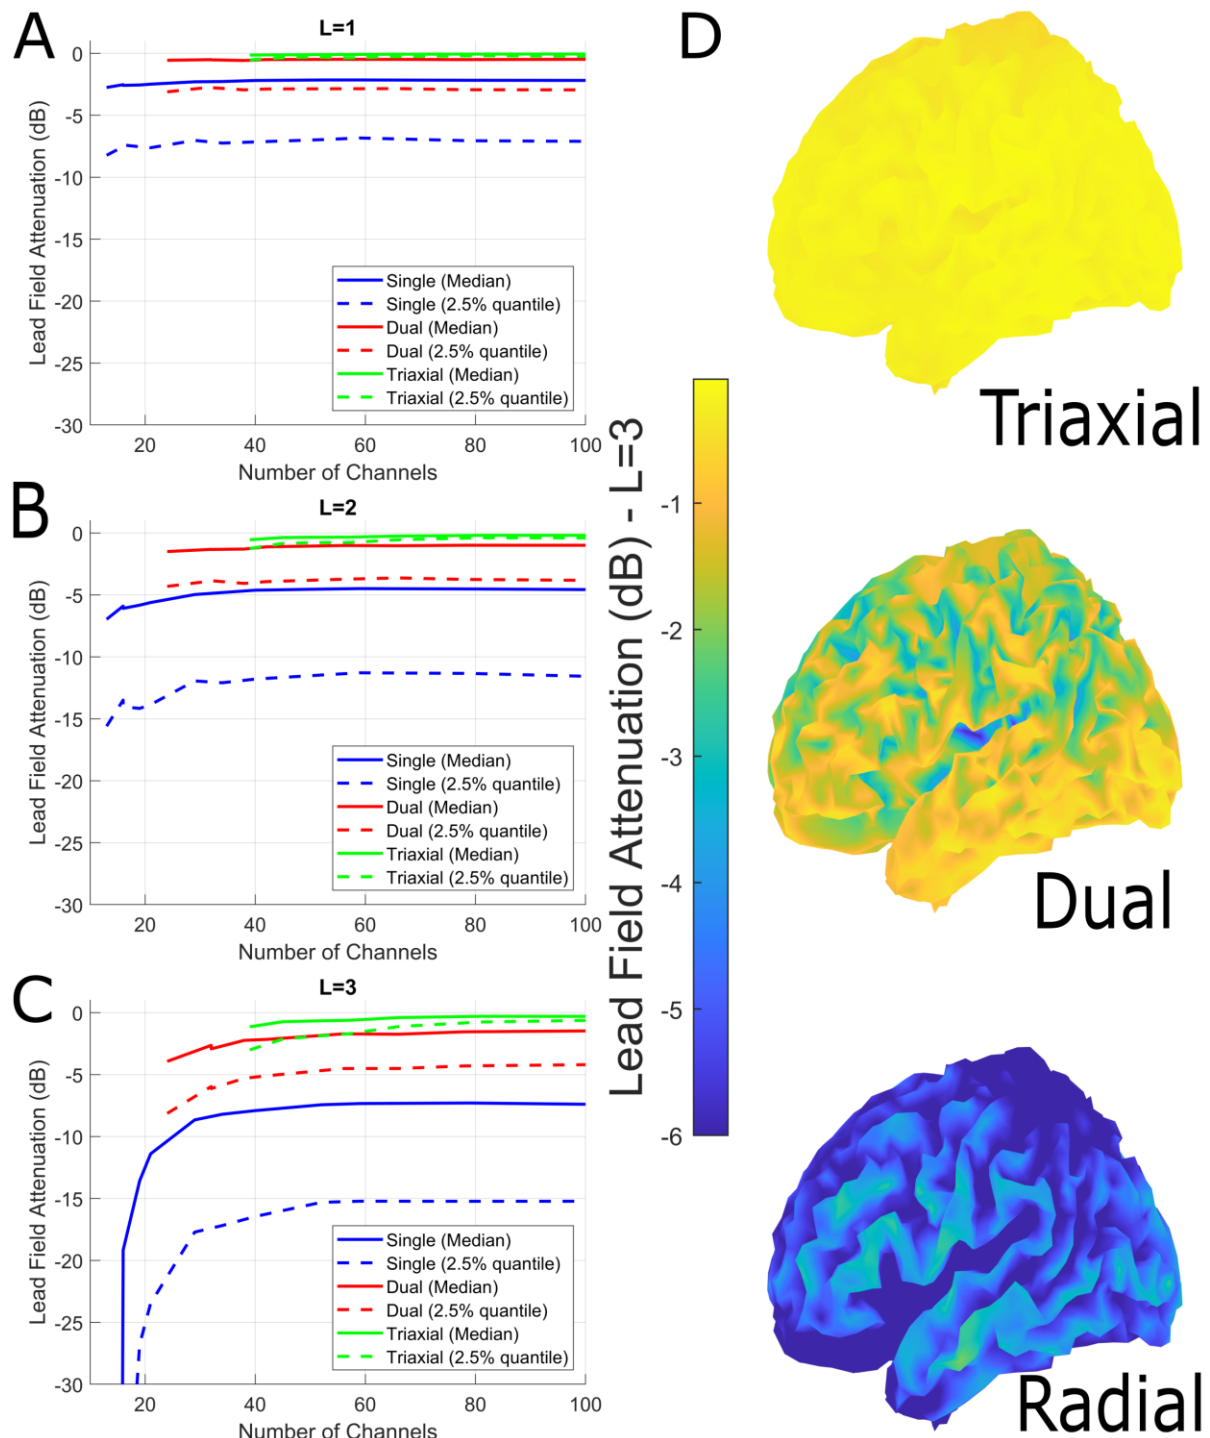 A
L=1
0
-5
-10
-15
-20
-25
-30
Lead Field Attenuation (dB)
Single (Median)
Single (2.5% quantile)
Dual (Median)
Dual (2.5% quantile)
Triaxial (Median)
Triaxial (2.5% quantile)
20 40 60 80 100
Number of Channels
B
L=2
0
-5
-10
-15
-20
-25
-30
Lead Field Attenuation (dB)
Single (Median)
Single (2.5% quantile)
Dual (Median)
Dual (2.5% quantile)
Triaxial (Median)
Triaxial (2.5% quantile)
20 40 60 80 100
Number of Channels
C
L=3
0
-5
-10
-15
-20
-25
-30
Lead Field Attenuation (dB)
Single (Median)
Single (2.5% quantile)
Dual (Median)
Dual (2.5% quantile)
Triaxial (Median)
Triaxial (2.5% quantile)
20 40 60 80 100
Number of Channels
D
Lead Field Attenuation (dB) - L=3
-1
-2
-3
-4
-5
-6
Triaxial
Dual
Radial